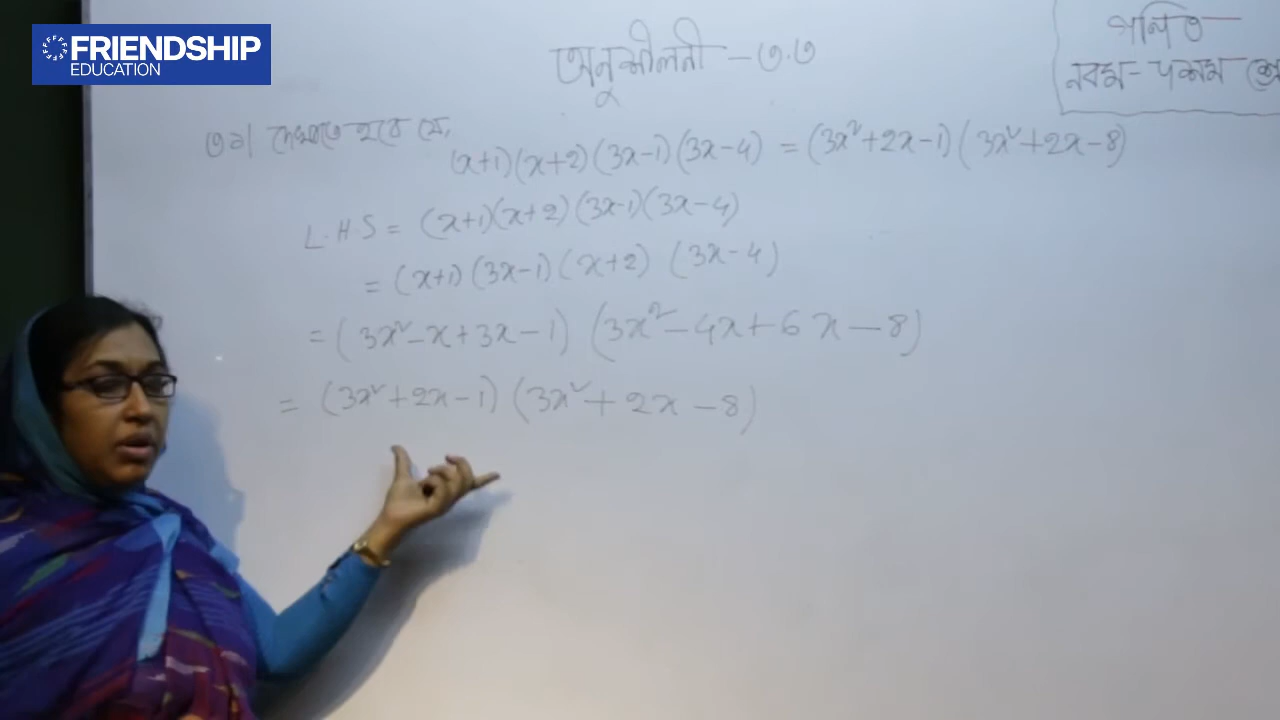 FRIENDSHIP
EDUCATION
অনুশীলনী – ৩.৩
গণিত
নবম- দশম শ্রে
৩১| দেখাতে হবে যে,
(x+1)(x+2)(3x-1)(3x-4) = (3x²+2x-1)(3x²+2x-8)
L.H.S = (x+1)(x+2)(3x-1)(3x-4)
= (x+1)(3x-1)(x+2) (3x-4)
= (3x²-x+3x-1) (3x²-4x+6x-8)
= (3x²+2x-1)(3x²+2x-8)